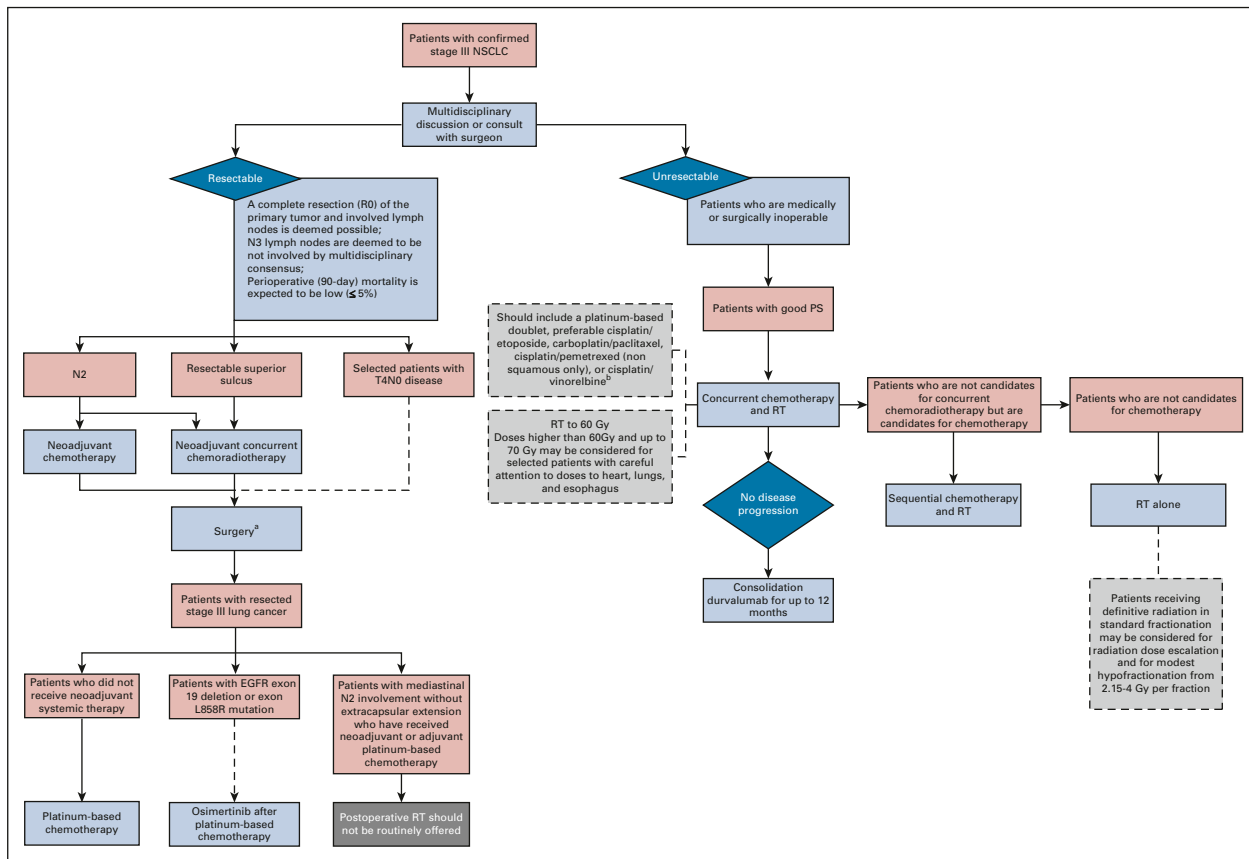 Patients with confirmed
stage III NSCLC
Multidisciplinary
discussion or consult
with surgeon
Resectable
A complete resection (R0) of the
primary tumor and involved lymph
nodes is deemed possible;
N3 lymph nodes are deemed to be
not involved by multidisciplinary
consensus;
Perioperative (90-day) mortality is
expected to be low (≤ 5%)
Unresectable
Patients who are medically
or surgically inoperable
Patients with good PS
N2
Resectable superior
sulcus
Selected patients with
T4N0 disease
Neoadjuvant
chemotherapy
Neoadjuvant concurrent
chemoradiotherapy
Surgeryᵃ
Patients with resected
stage III lung cancer
Patients who did not
receive neoadjuvant
systemic therapy
Patients with EGFR exon
19 deletion or exon
L858R mutation
Patients with mediastinal
N2 involvement without
extracapsular extension
who have received
neoadjuvant or adjuvant
platinum-based
chemotherapy
Platinum-based
chemotherapy
Osimertinib after
platinum-based
chemotherapy
Postoperative RT should
not be routinely offered
Should include a platinum-based
doublet, preferable cisplatin/
etoposide, carboplatin/paclitaxel,
cisplatin/pemetrexed (non
squamous only), or cisplatin/
vinorelbineᵇ
RT to 60 Gy
Doses higher than 60Gy and up to
70 Gy may be considered for
selected patients with careful
attention to doses to heart, lungs,
and esophagus
Concurrent chemotherapy
and RT
No disease
progression
Consolidation
durvalumab for up to 12
months
Patients who are not candidates
for concurrent
chemoradiotherapy but are
candidates for chemotherapy
Sequential chemotherapy
and RT
Patients who are not candidates
for chemotherapy
RT alone
Patients receiving
definitive radiation in
standard fractionation
may be considered for
radiation dose escalation
and for modest
hypofractionation from
2.15-4 Gy per fraction